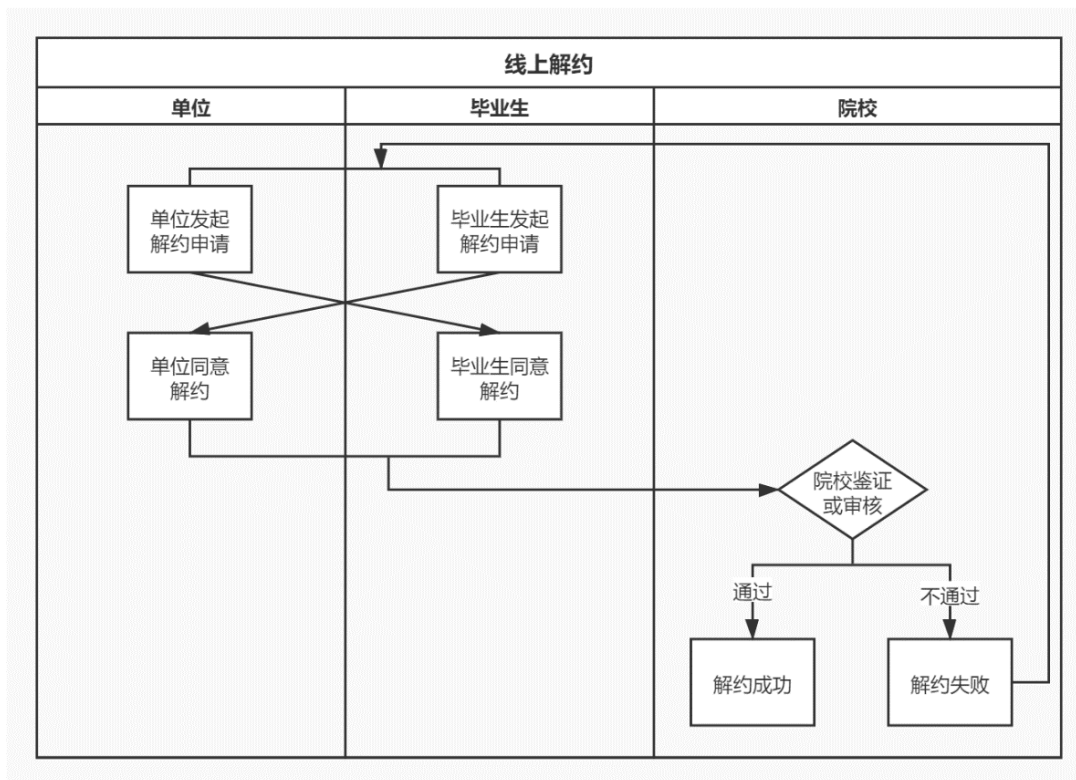 线上解约
单位
毕业生
院校
单位发起
解约申请
毕业生发起
解约申请
单位同意
解约
毕业生同意
解约
院校鉴证
或审核
通过
不通过
解约成功
解约失败